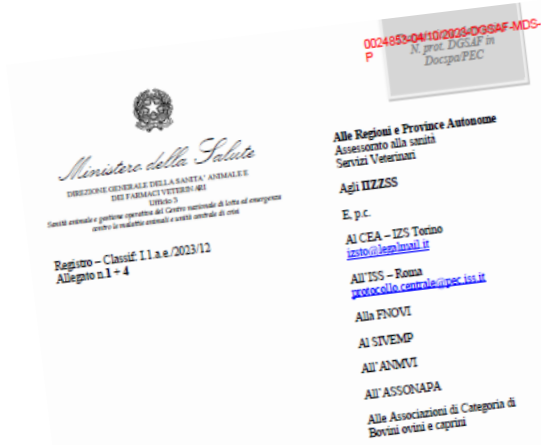 0024853-04/10/2023-DGSAF-MDS-
P
N. prot. DGSAF in
Docspa/PEC
Ministero della Salute
DIREZIONE GENERALE DELLA SANITA' ANIMALE E
DEI FARMACI VETERINARI
Ufficio 3
Sanità animale e gestione operativa del Centro nazionale di lotta ed emergenza
contro le malattie animali e unità centrale di crisi
Registro – Classif: I.1.a.e./2023/12
Allegato n.1 + 4
Alle Regioni e Province Autonome
Assessorato alla sanità
Servizi Veterinari
Agli IIZZSS
E, p.c.
Al CEA – IZS Torino
izsto@legalmail.it
All'ISS – Roma
protocollo.centrale@pec.iss.it
Alla FNOVI
Al SIVEMP
All'ANMVI
All'ASSONAPA
Alle Associazioni di Categoria di
Bovini ovini e caprini